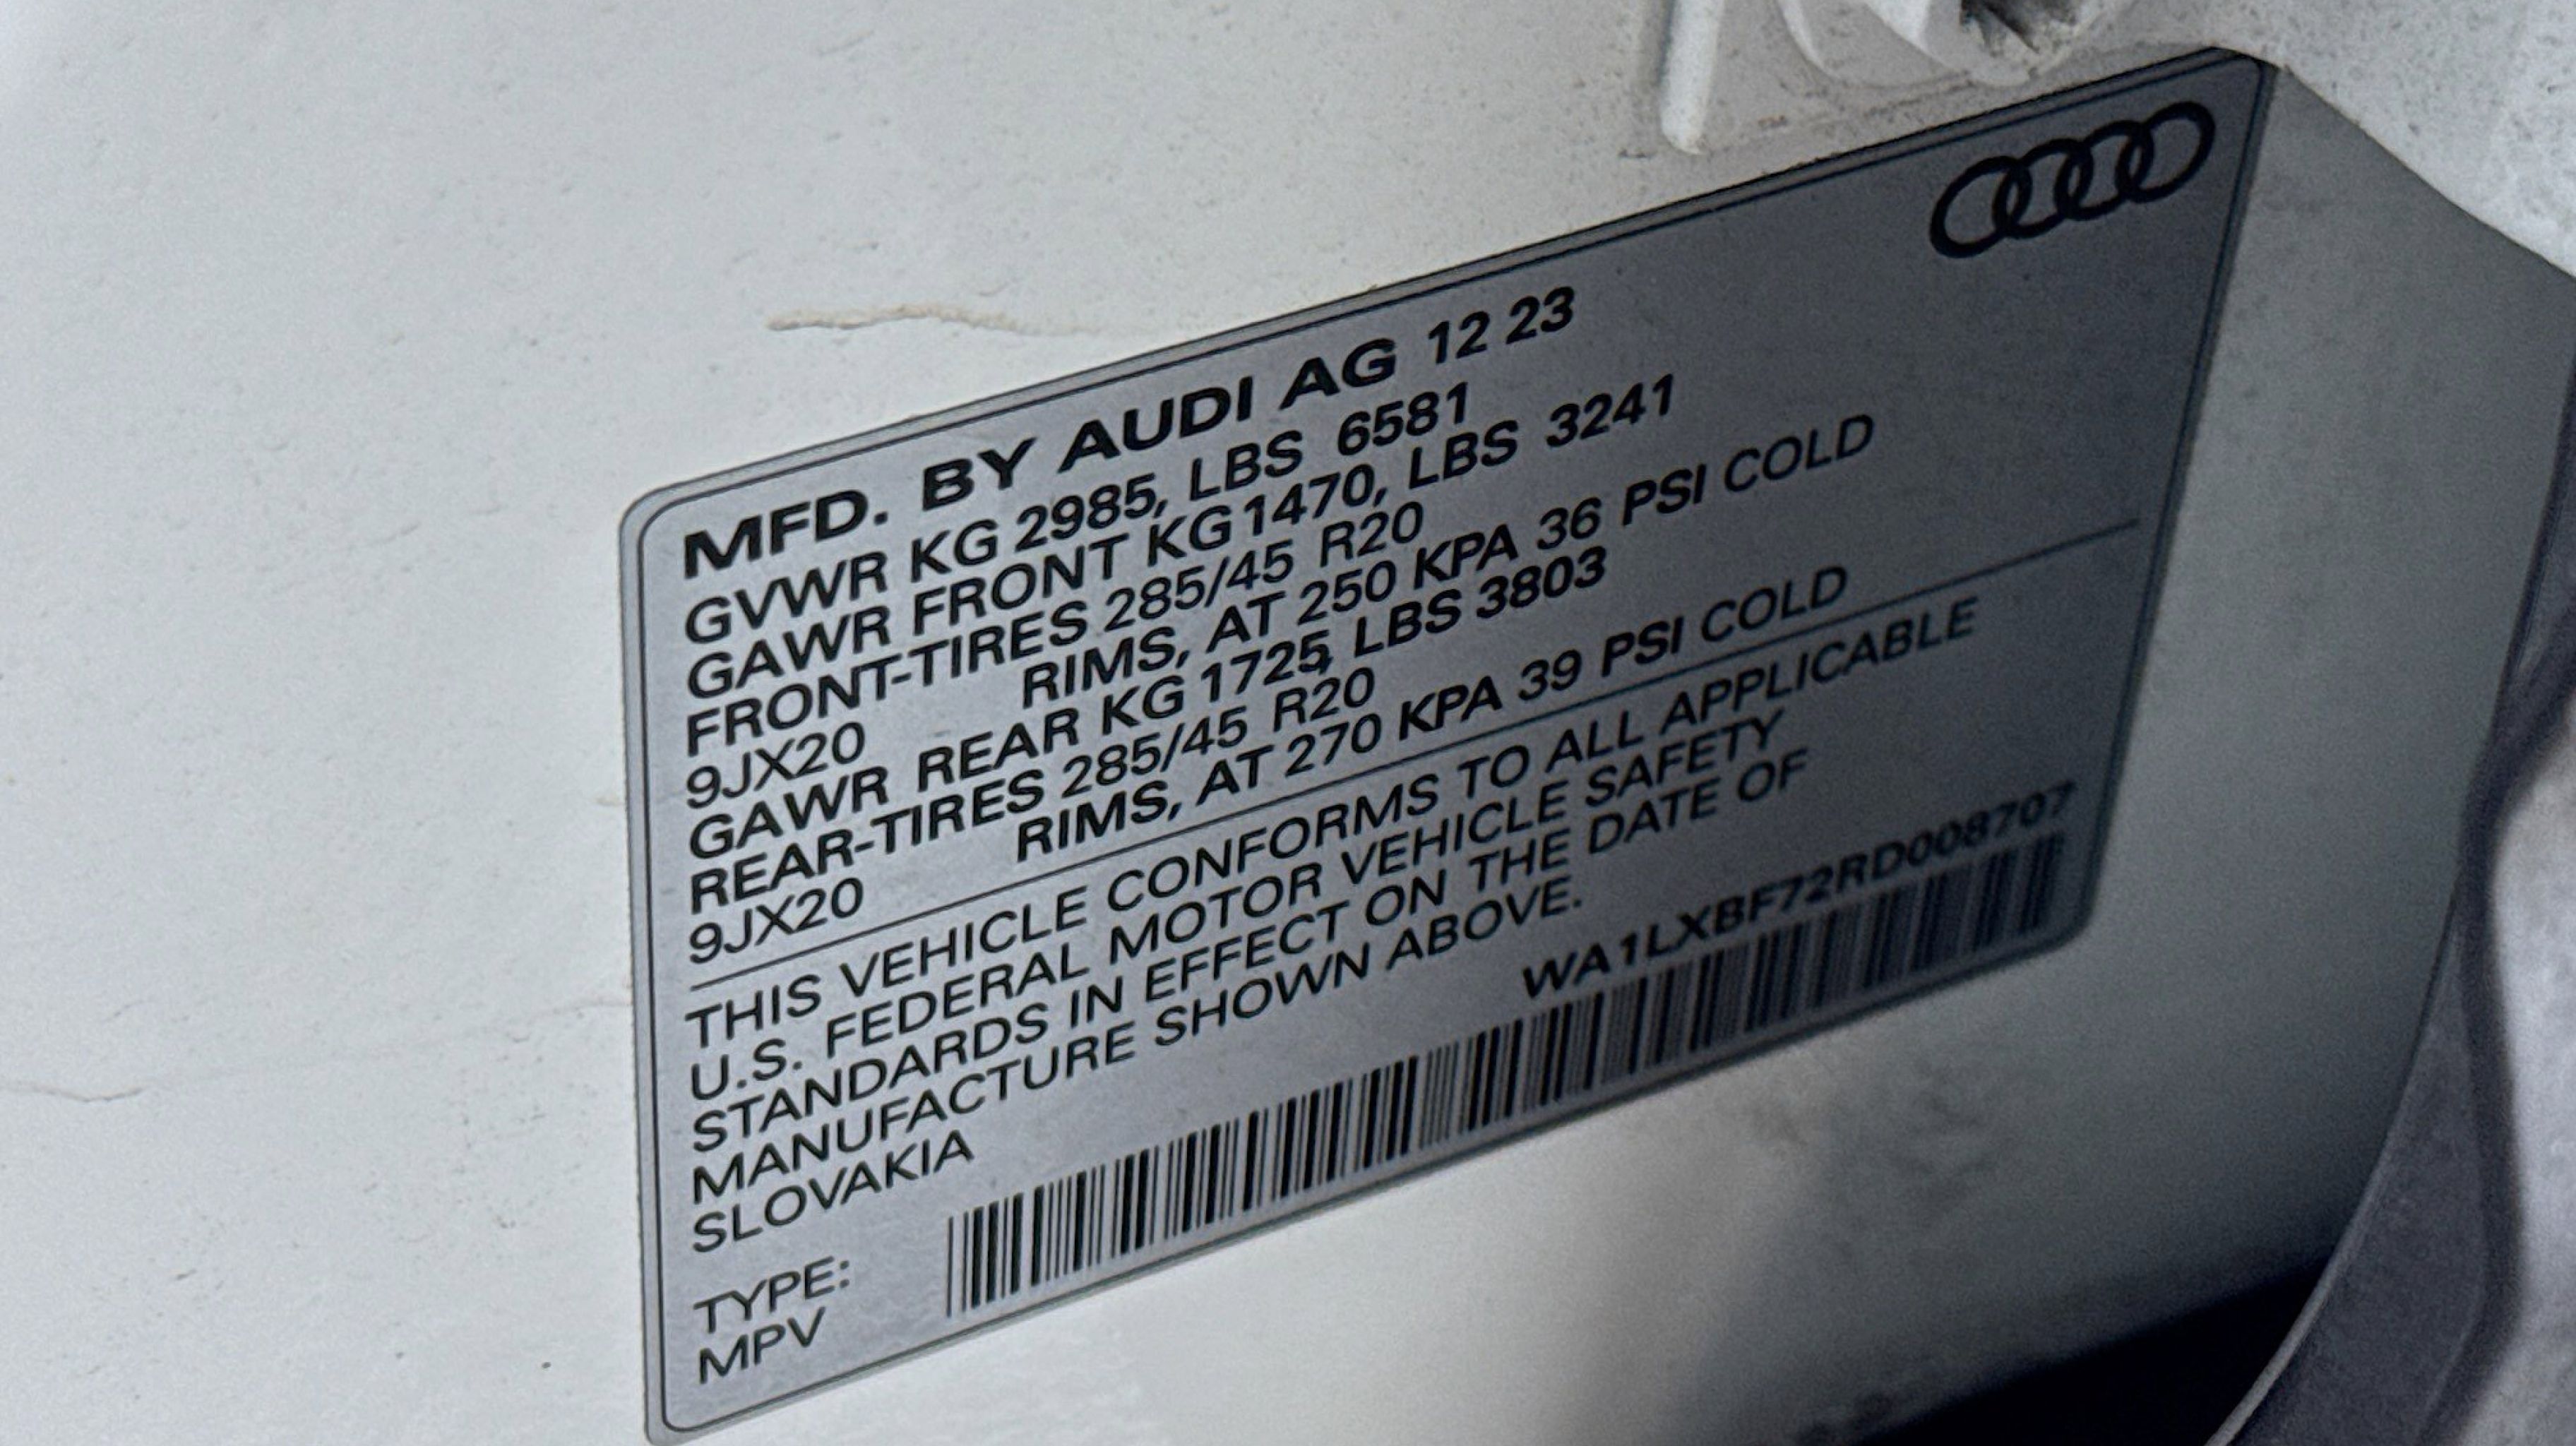 MFD. BY AUDI AG 12 23
GVWR KG 2985, LBS 6581
GAWR FRONT KG 1470, LBS 3241
FRONT-TIRES 285/45 R20
9JX20 RIMS, AT 250 KPA 36 PSI COLD
GAWR REAR KG 1725, LBS 3803
REAR-TIRES 285/45 R20
9JX20 RIMS, AT 270 KPA 39 PSI COLD
THIS VEHICLE CONFORMS TO ALL APPLICABLE
U.S. FEDERAL MOTOR VEHICLE SAFETY
STANDARDS IN EFFECT ON THE DATE OF
MANUFACTURE SHOWN ABOVE.
SLOVAKIA
WA1LXBF72RD008707
TYPE:
MPV